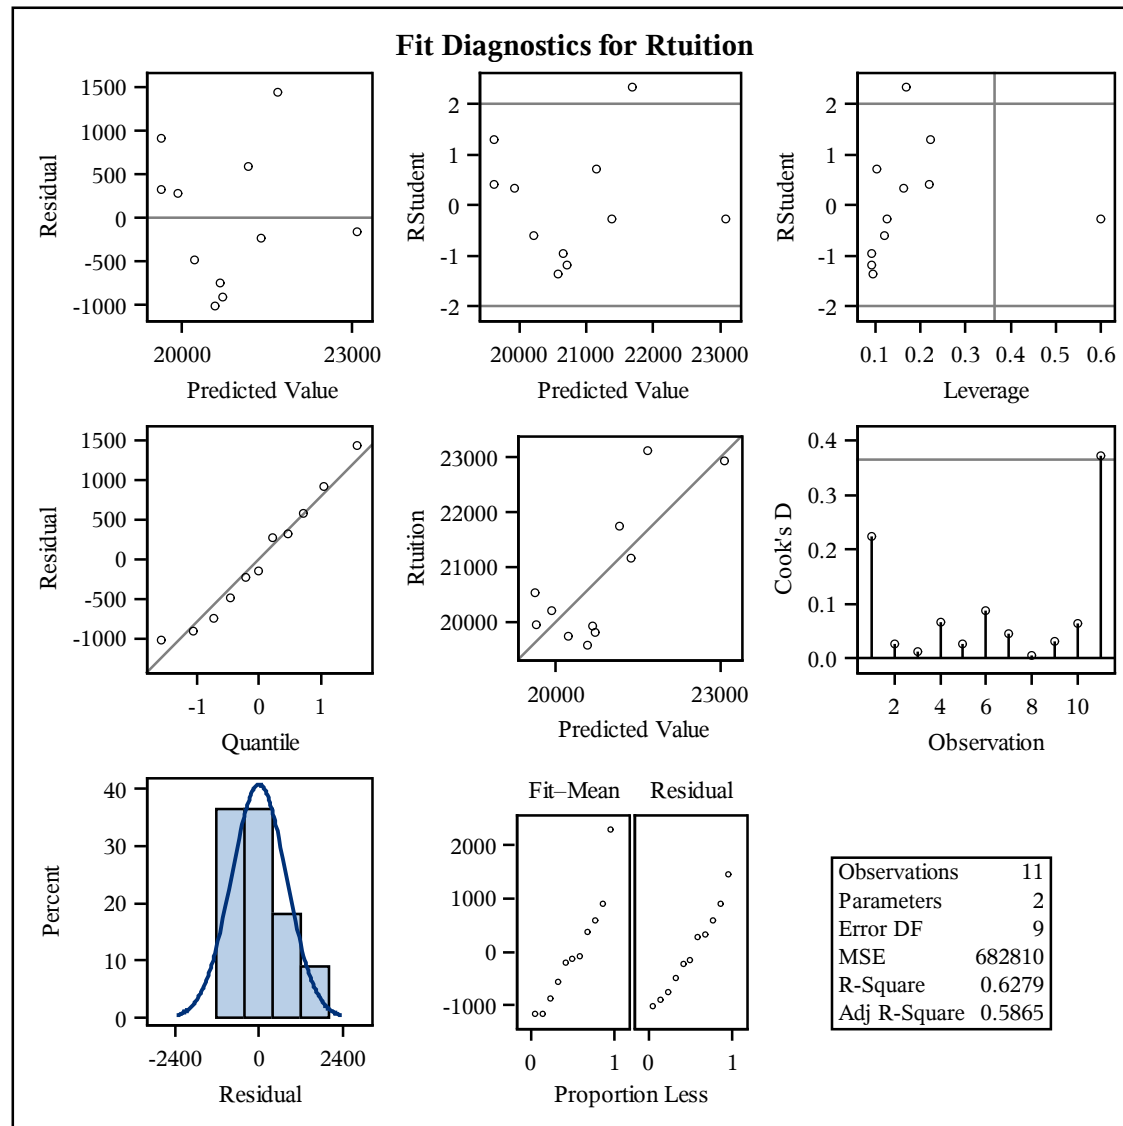 Fit Diagnostics for Rtuition
1500
1000
500
0
-500
-1000
Residual
20000 23000
Predicted Value
2
1
0
-1
-2
RStudent
20000 21000 22000 23000
Predicted Value
2
1
0
-1
-2
RStudent
0.1 0.2 0.3 0.4 0.5 0.6
Leverage
1500
1000
500
0
-500
-1000
Residual
-1 0 1
Quantile
23000
22000
21000
20000
Rtuition
20000 23000
Predicted Value
0.4
0.3
0.2
0.1
0.0
Cook's D
2 4 6 8 10
Observation
40
30
20
10
0
Percent
-2400 0 2400
Residual
Fit–Mean Residual
2000
1000
0
-1000
0 1 0 1
Proportion Less
Observations 11
Parameters 2
Error DF 9
MSE 682810
R-Square 0.6279
Adj R-Square 0.5865